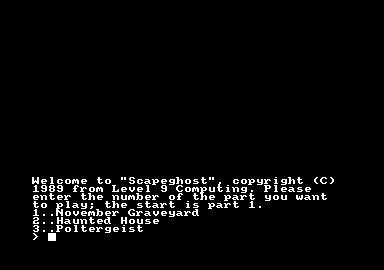 Welcome to "Scapeghost", copyright (C)
1989 from Level 9 Computing. Please
enter the number of the part you want
to play; the start is part 1.
1..November Graveyard
2..Haunted House
3..Poltergeist
>